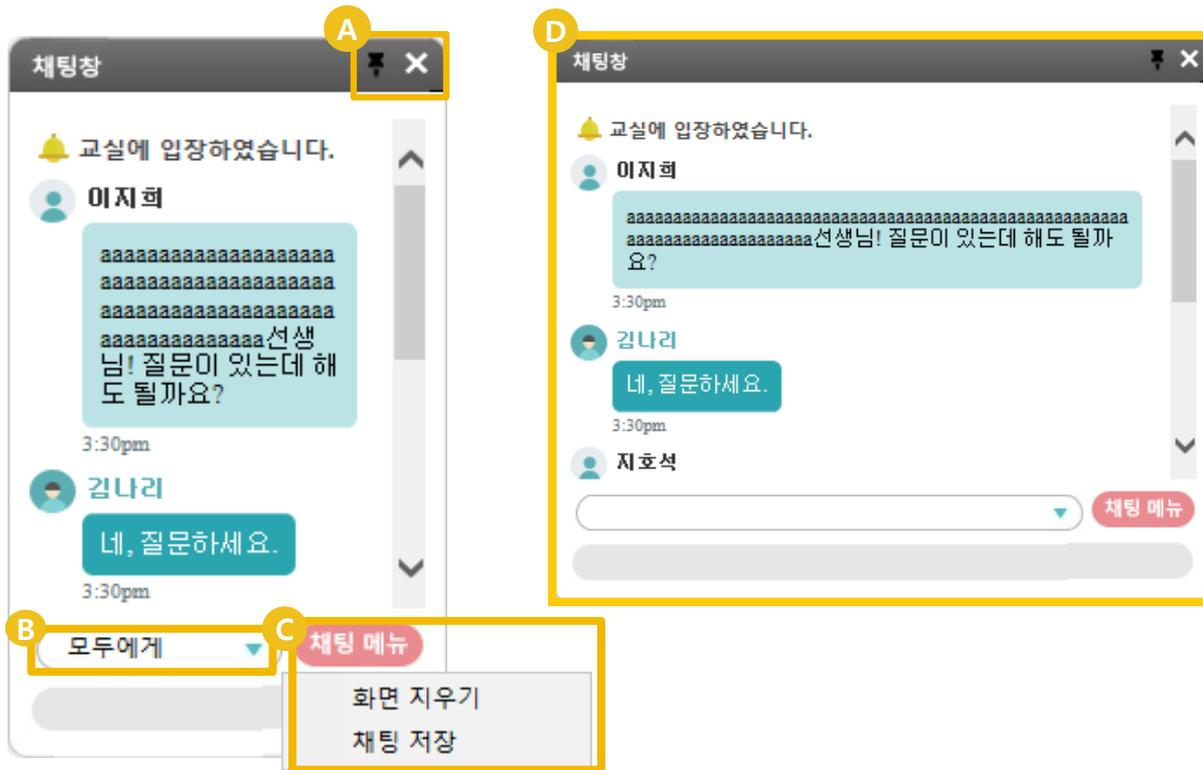 A
채팅창
교실에 입장하였습니다.
이지희
aaaaaaaaaaaaaaaaaaaa
aaaaaaaaaaaaaaaaaaaa
aaaaaaaaaaaaaaaaaaaa
aaaaaaaaaaaaaa선생
님! 질문이 있는데 해
도 될까요?
3:30pm
김나리
네, 질문하세요.
3:30pm
B
모두에게
C
채팅 메뉴
화면 지우기
채팅 저장
D
채팅창
교실에 입장하였습니다.
이지희
aaaaaaaaaaaaaaaaaaaaaaaaaaaaaaaaaaaaaaaaaaaaaaaaaaaaaa
aaaaaaaaaaaaaaaaaaaa선생님! 질문이 있는데 해도 될까
요?
3:30pm
김나리
네, 질문하세요.
3:30pm
지호석
채팅 메뉴